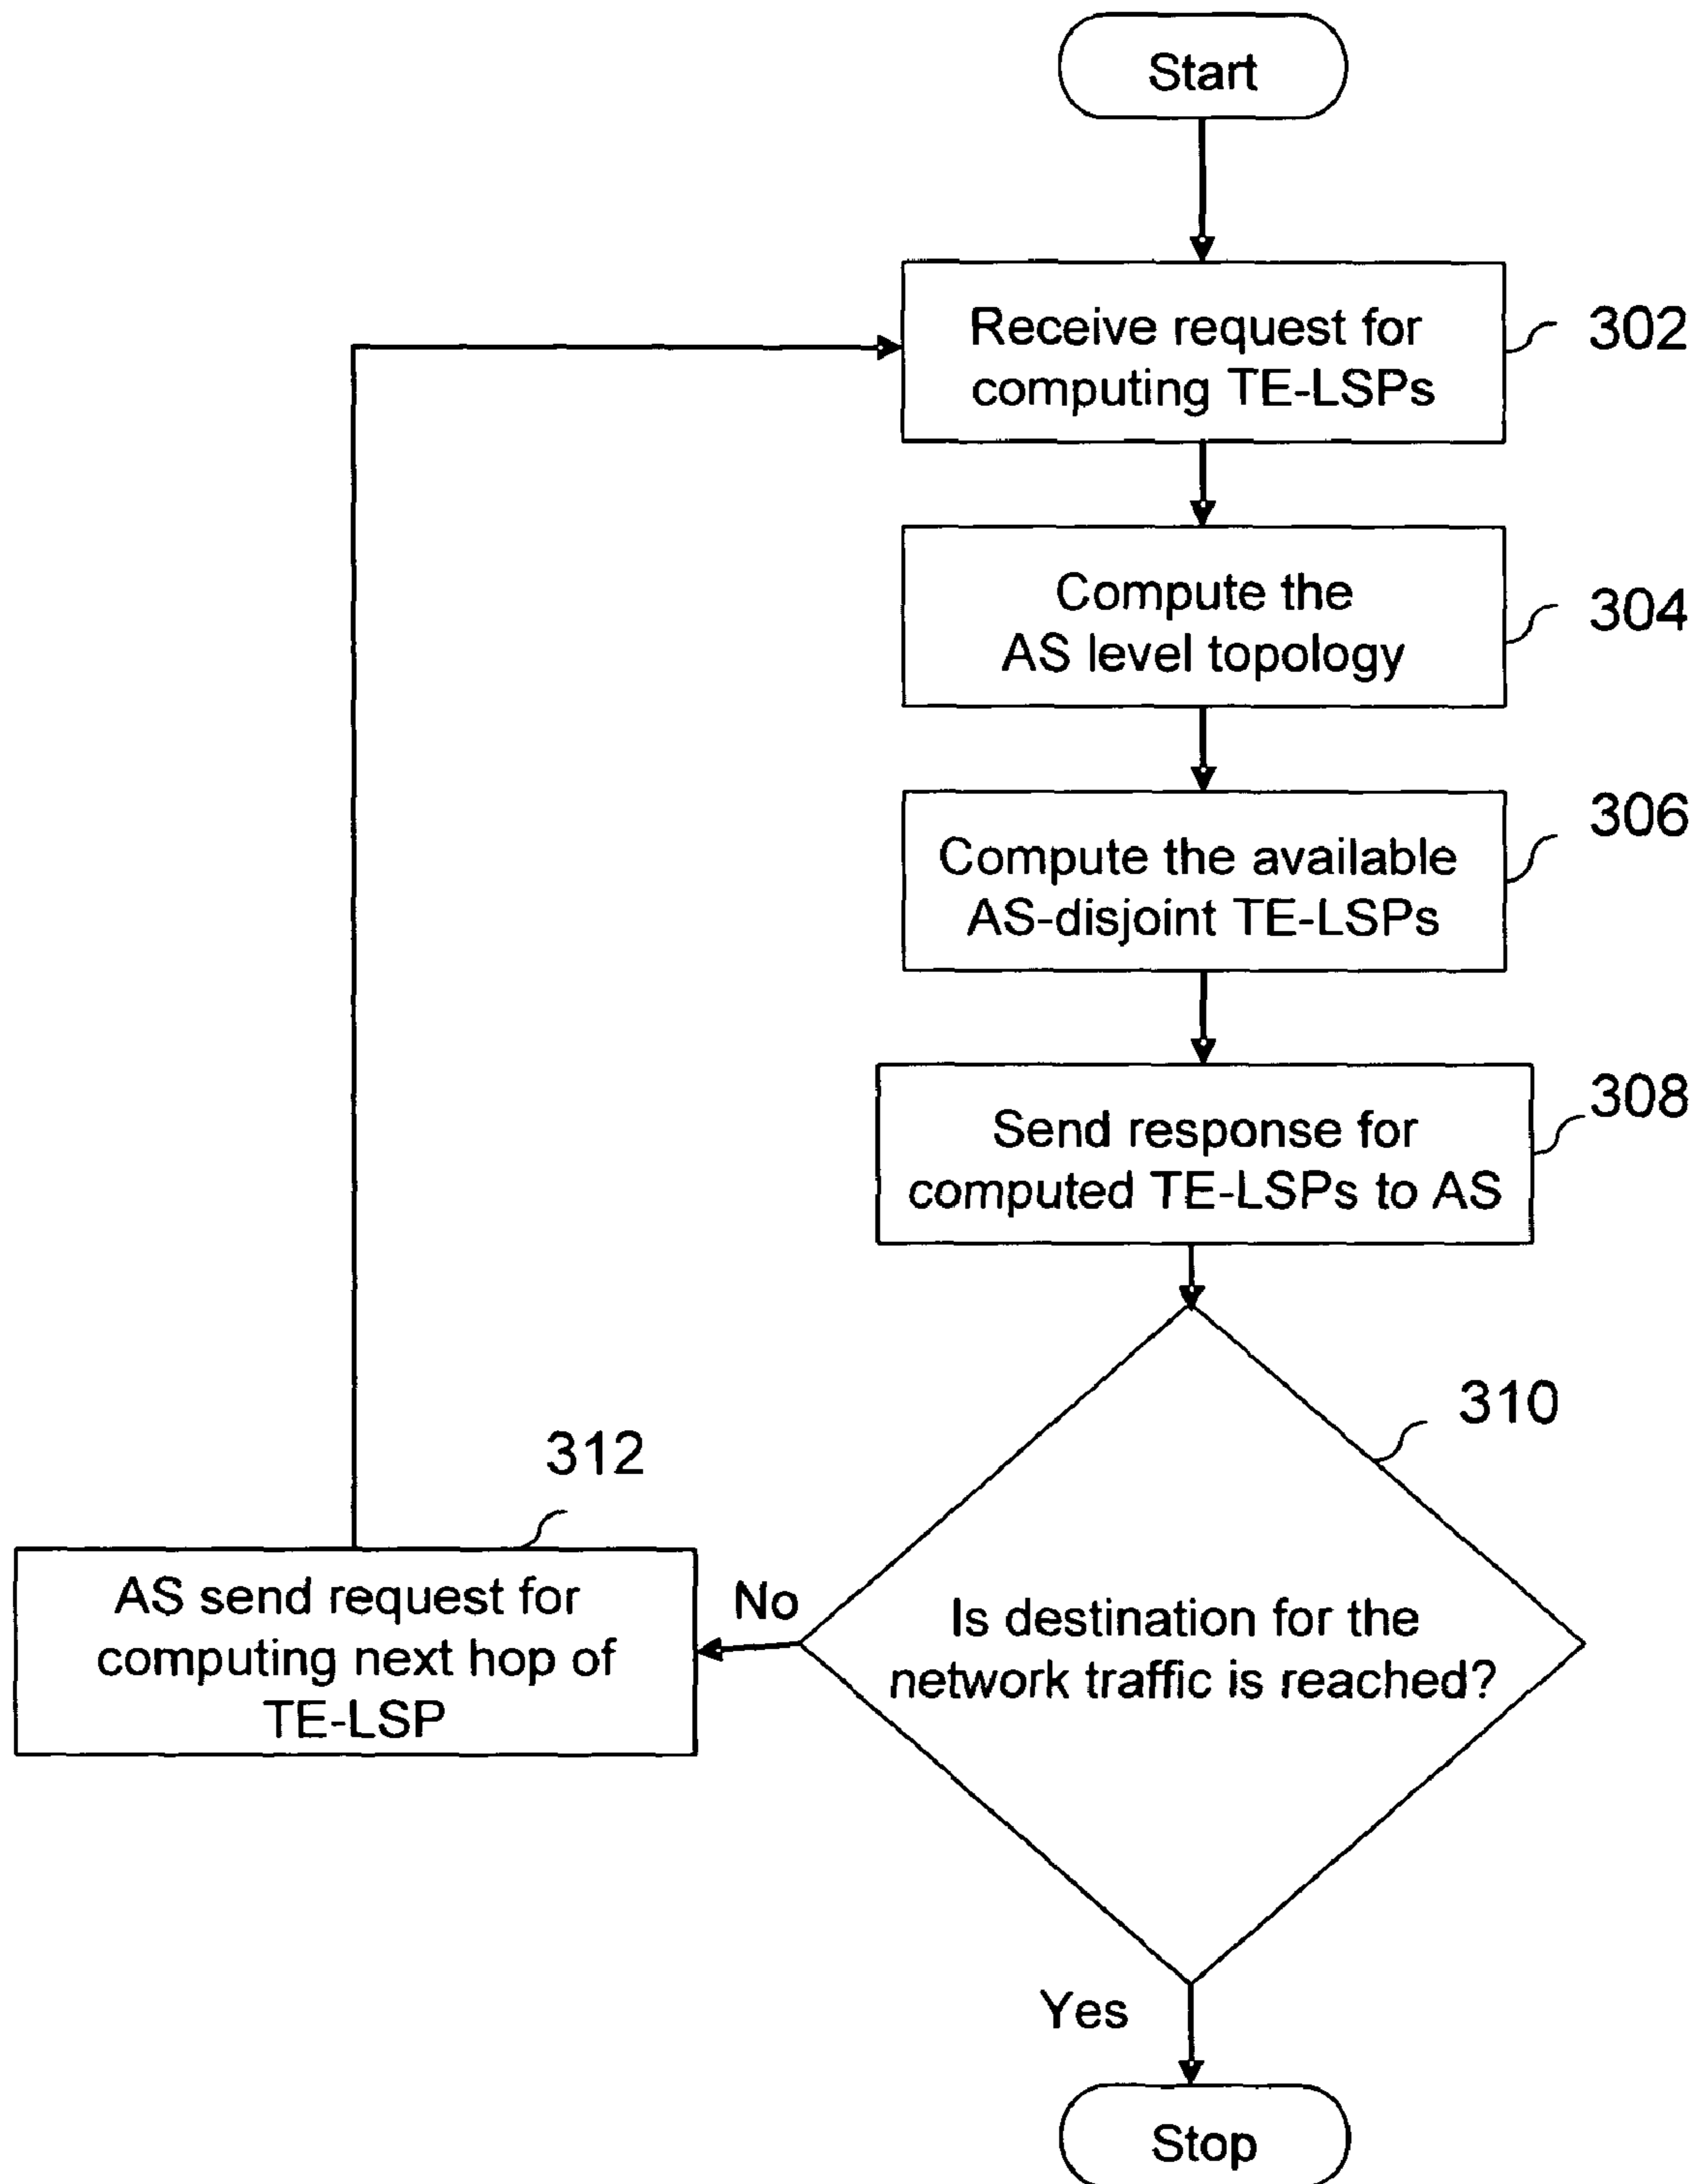 Start
Receive request for
computing TE-LSPs
302
Compute the
AS level topology
304
Compute the available
AS-disjoint TE-LSPs
306
Send response for
computed TE-LSPs to AS
308
310
Is destination for the
network traffic is reached?
No
312
AS send request for
computing next hop of
TE-LSP
Yes
Stop